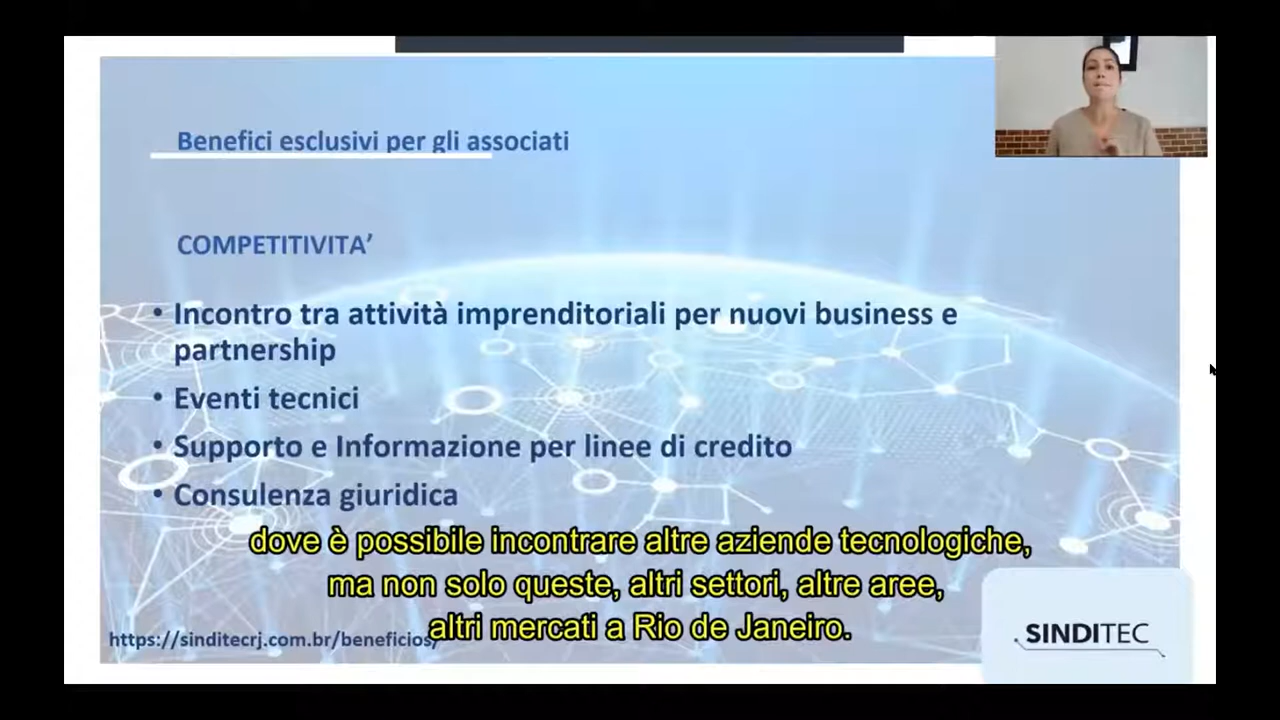 Benefici esclusivi per gli associati
COMPETITIVITA’
• Incontro tra attività imprenditoriali per nuovi business e
partnership
• Eventi tecnici
• Supporto e Informazione per linee di credito
• Consulenza giuridica
dove è possibile incontrare altre aziende tecnologiche,
ma non solo queste, altri settori, altre aree,
altri mercati a Rio de Janeiro.
https://sinditecrj.com.br/beneficios/
SINDITEC